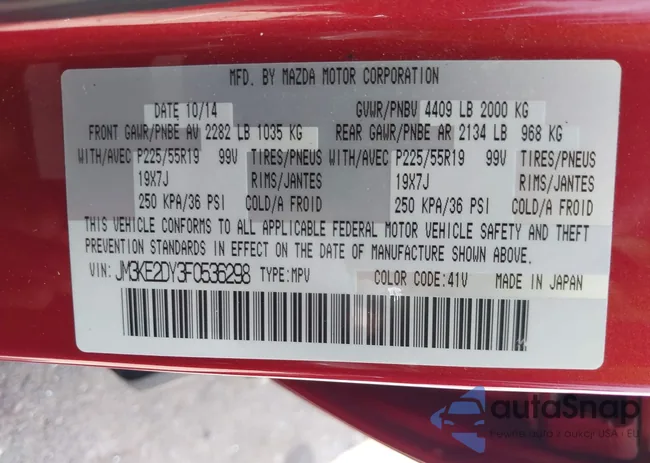 MFD. BY MAZDA MOTOR CORPORATION
DATE 10/14 GVWR/PNBV 4409 LB 2000 KG
FRONT GAWR/PNBE AV 2282 LB 1035 KG REAR GAWR/PNBE AR 2134 LB 968 KG
WITH/AVEC P225/55R19 99V TIRES/PNEUS WITH/AVEC P225/55R19 99V TIRES/PNEUS
19X7J RIMS/JANTES 19X7J RIMS/JANTES
250 KPA/36 PSI COLD/A FROID 250 KPA/36 PSI COLD/A FROID
THIS VEHICLE CONFORMS TO ALL APPLICABLE FEDERAL MOTOR VEHICLE SAFETY AND THEFT
PREVENTION STANDARDS IN EFFECT ON THE DATE OF MANUFACTURE SHOWN ABOVE.
VIN: JM3KE2DY3F0536298 TYPE:MPV COLOR CODE:41V MADE IN JAPAN
autoSnap
Pewne auta z aukcji USA - EU